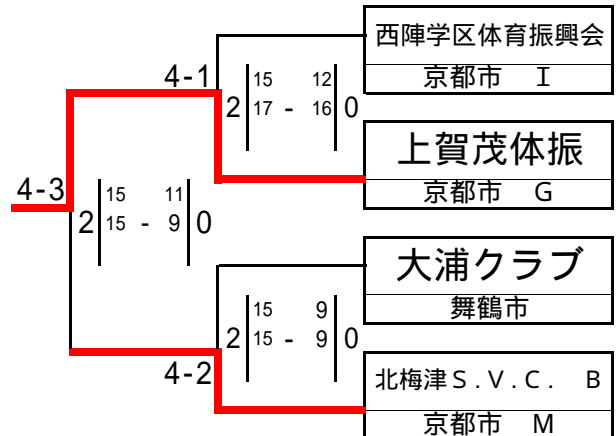 西陣学区体育振興会
京都市 I
4-1
15 12
2 17 - 16 0
上賀茂体振
京都市 G
4-3
15 11
2 15 - 9 0
大浦クラブ
舞鶴市
15 9
2 15 - 9 0
4-2
北梅津S.V.C. B
京都市 M